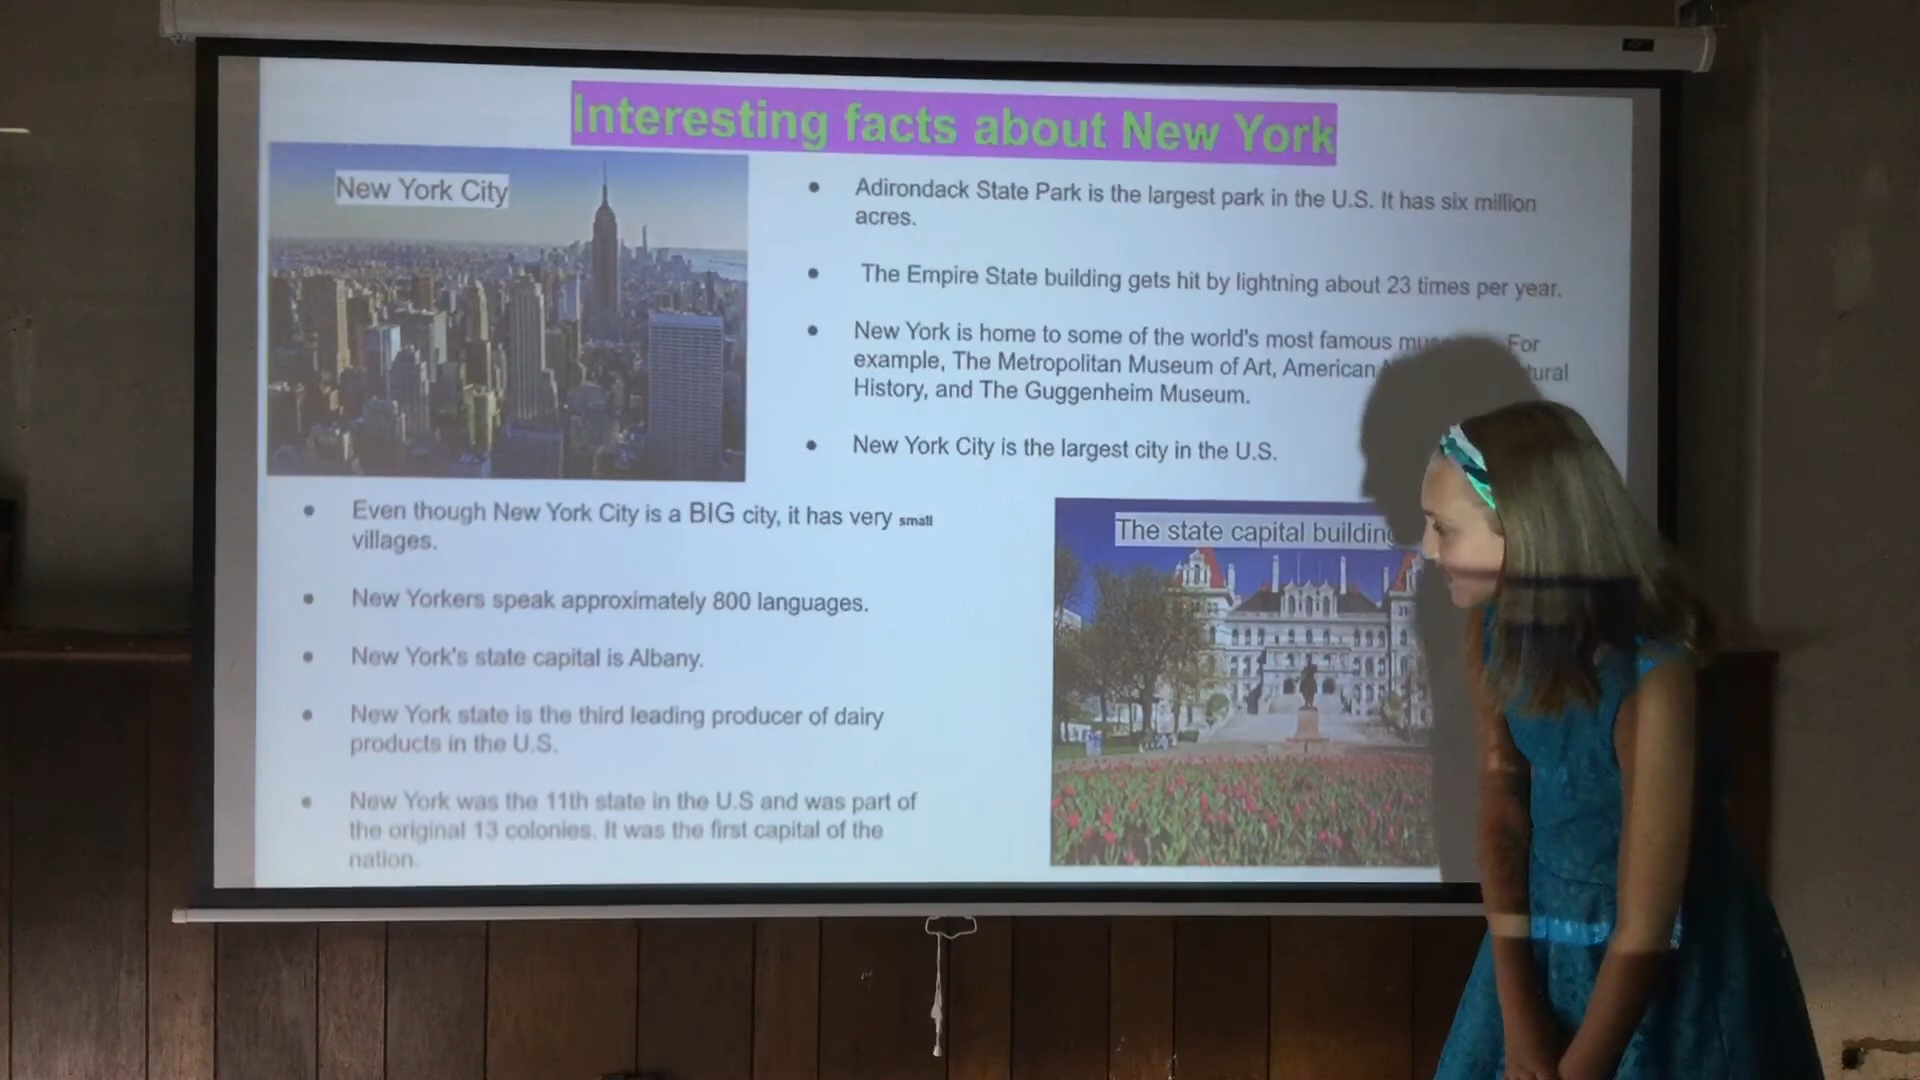 Interesting facts about New York
New York City
Adirondack State Park is the largest park in the U.S. It has six million
acres.
The Empire State building gets hit by lightning about 23 times per year.
New York is home to some of the world's most famous For
example, The Metropolitan Museum of Art, American
History, and The Guggenheim Museum.
New York City is the largest city in the U.S.
Even though New York City is a BIG city, it has very small
villages.
New Yorkers speak approximately 800 languages.
New York's state capital is Albany.
New York state is the third leading producer of dairy
products in the U.S.
New York was the 11th state in the U.S and was part of
the original 13 colonies. It was the first capital of the
nation.
The state capital building